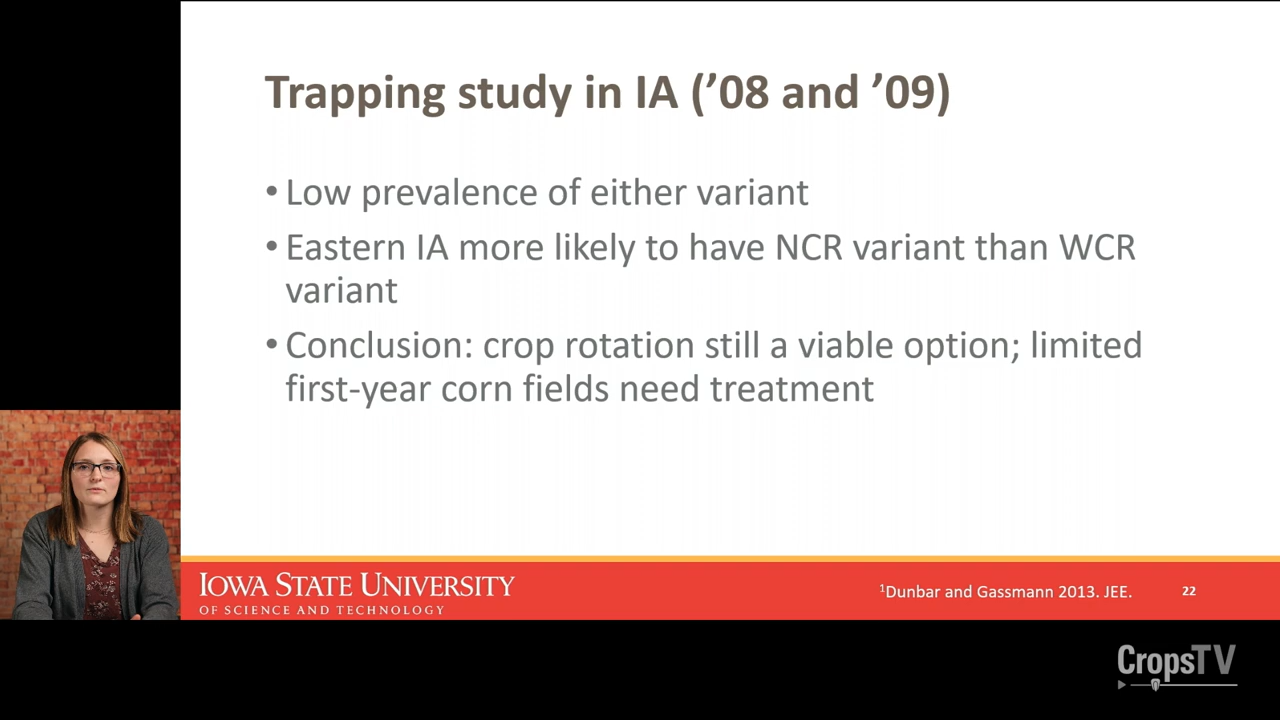 Trapping study in IA (’08 and ’09)
• Low prevalence of either variant
• Eastern IA more likely to have NCR variant than WCR
variant
• Conclusion: crop rotation still a viable option; limited
first-year corn fields need treatment
IOWA STATE UNIVERSITY
OF SCIENCE AND TECHNOLOGY
¹Dunbar and Gassmann 2013. JEE.
22
CropsTV